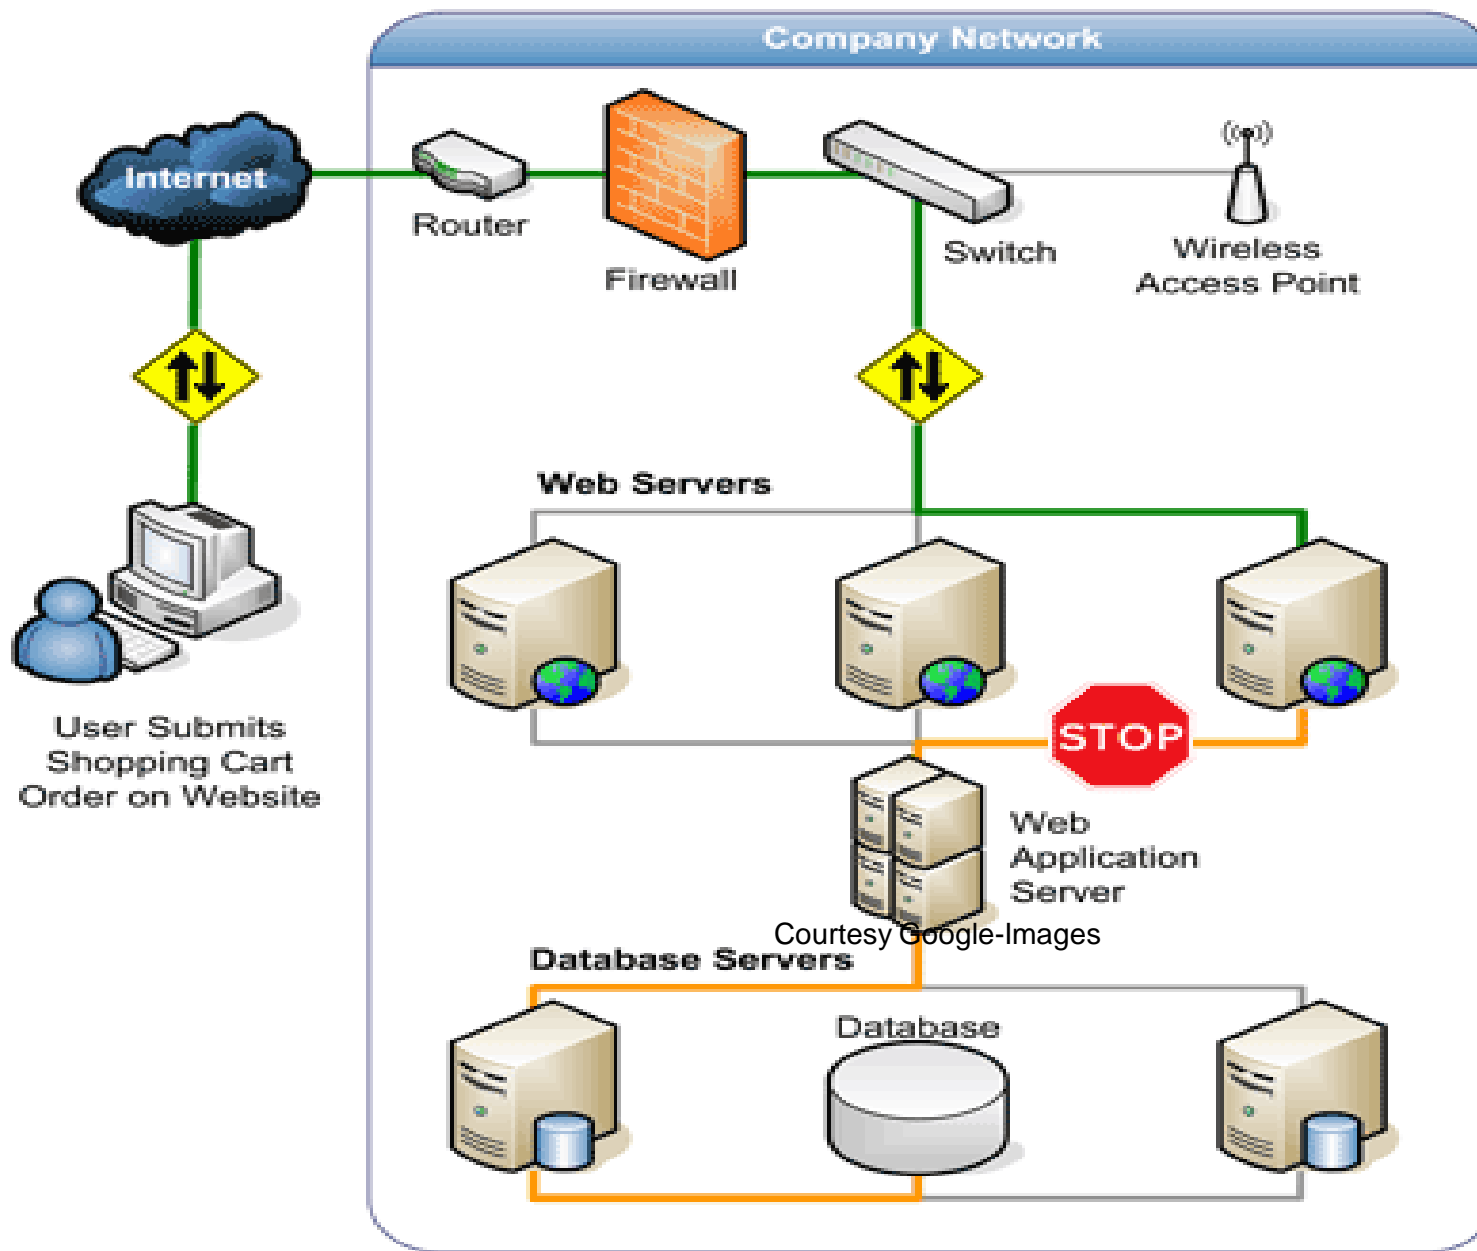 Company Network
Internet
Router
Firewall
Switch
Wireless
Access Point
Web Servers
User Submits
Shopping Cart
Order on Website
STOP
Web
Application
Server
Courtesy Google-Images
Database Servers
Database